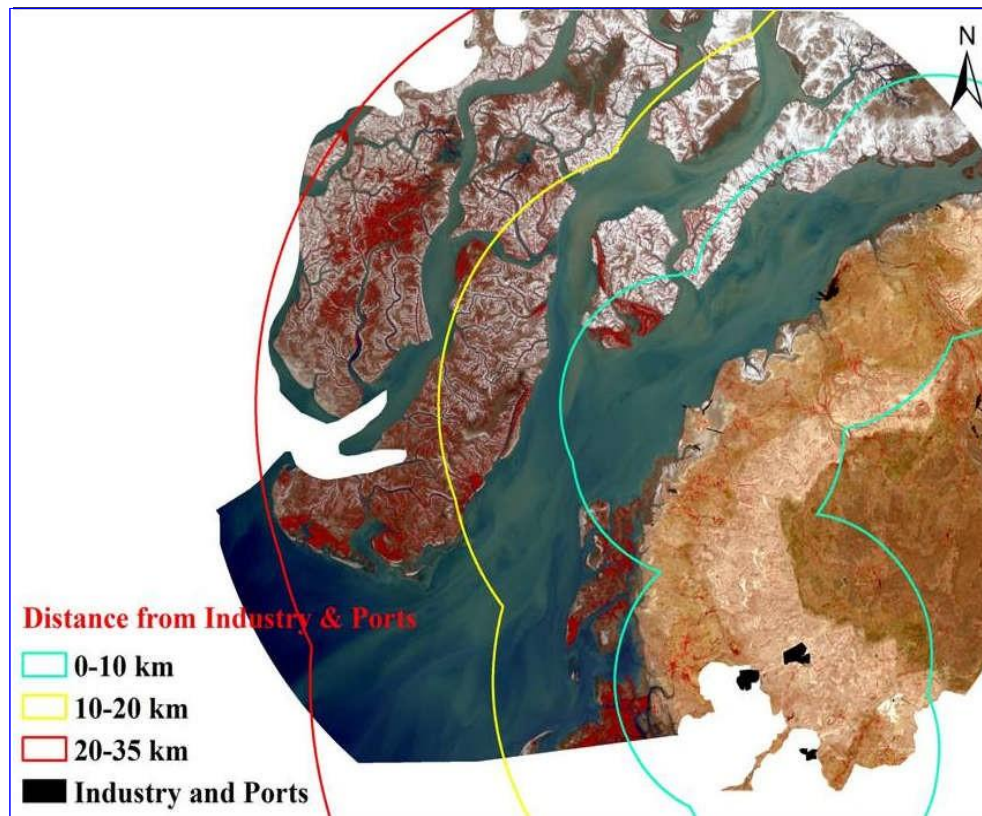 N
Distance from Industry & Ports
0-10 km
10-20 km
20-35 km
Industry and Ports